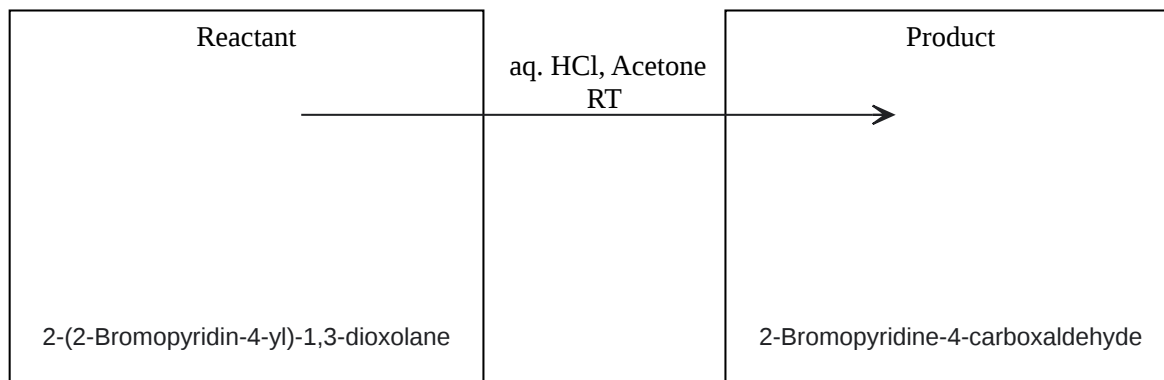 Reactant
aq. HCl, Acetone
RT
Product
2-(2-Bromopyridin-4-yl)-1,3-dioxolane
2-Bromopyridine-4-carboxaldehyde